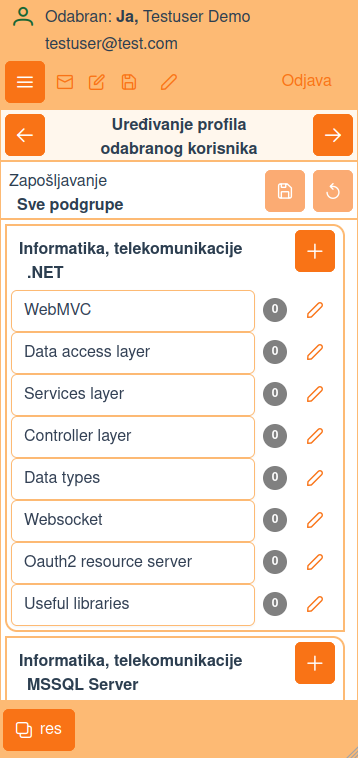 Odabran: Ja, Testuser Demo
testuser@test.com
Odjava
Uređivanje profila
odabranog korisnika
Zapošljavanje
Sve podgrupe
Informatika, telekomunikacije
.NET
WebMVC 0
Data access layer 0
Services layer 0
Controller layer 0
Data types 0
Websocket 0
Oauth2 resource server 0
Useful libraries 0
Informatika, telekomunikacije
MSSQL Server
res